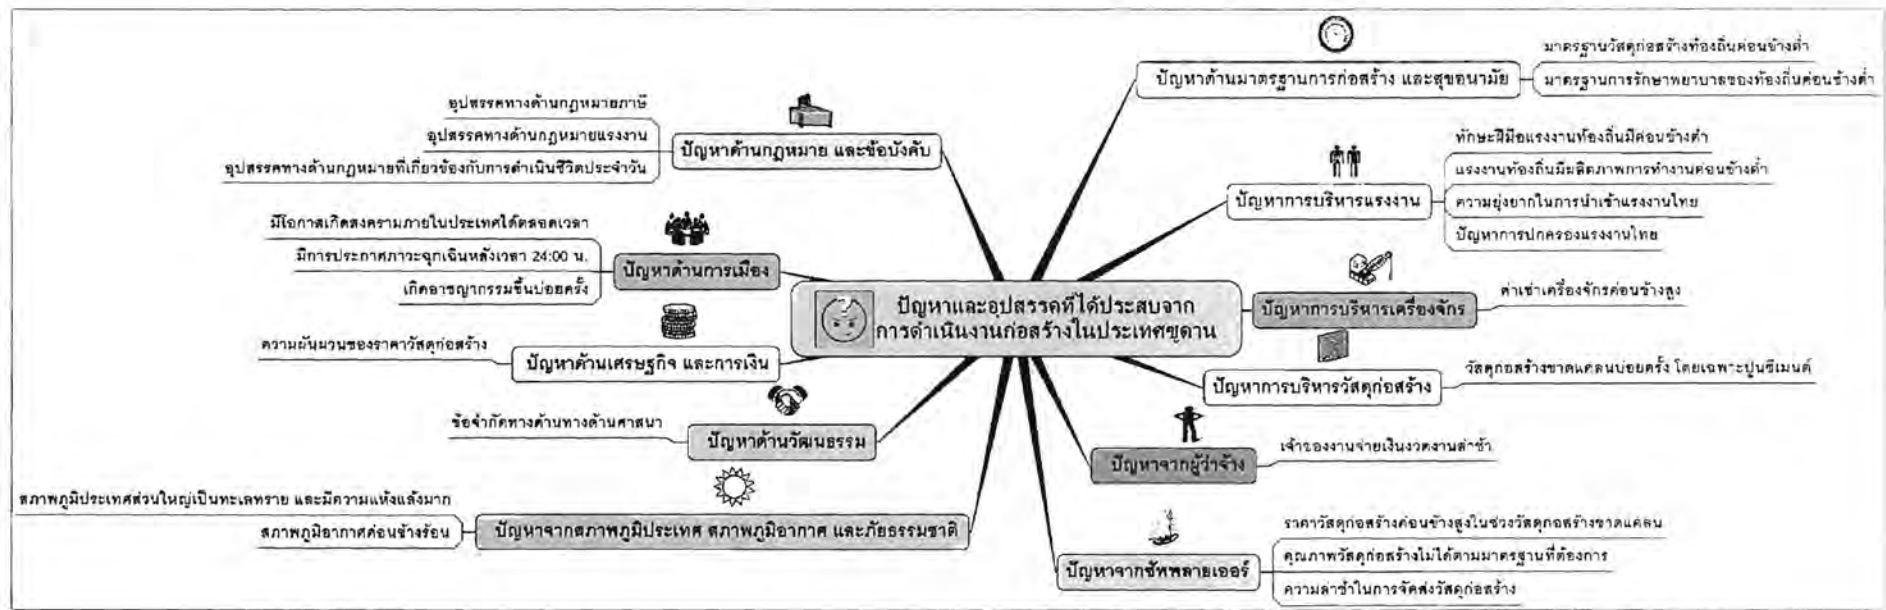 ปัญหาและอุปสรรคที่ได้ประสบจาก
การดำเนินงานก่อสร้างในประเทศซูดาน
ปัญหาด้านมาตรฐานการก่อสร้าง และสุขอนามัย
มาตรฐานวัสดุก่อสร้างท้องถิ่นค่อนข้างต่ำ
มาตรฐานการรักษาพยาบาลของท้องถิ่นค่อนข้างต่ำ
ปัญหาการบริหารแรงงาน
ทักษะฝีมือแรงงานท้องถิ่นมีค่อนข้างต่ำ
แรงงานท้องถิ่นมีผลิตภาพการทำงานค่อนข้างต่ำ
ความยุ่งยากในการนำเข้าแรงงานไทย
ปัญหาการปกครองแรงงานไทย
ปัญหาการบริหารเครื่องจักร
ค่าเช่าเครื่องจักรค่อนข้างสูง
ปัญหาการบริหารวัสดุก่อสร้าง
วัสดุก่อสร้างขาดแคลนบ่อยครั้ง โดยเฉพาะปูนซีเมนต์
ปัญหาจากผู้ว่าจ้าง
เจ้าของงานจ่ายเงินงวดงานล่าช้า
ปัญหาจากซัพพลายเออร์
ราคาวัสดุก่อสร้างค่อนข้างสูงในช่วงวัสดุก่อสร้างขาดแคลน
คุณภาพวัสดุก่อสร้างไม่ได้ตามมาตรฐานที่ต้องการ
ความล่าช้าในการจัดส่งวัสดุก่อสร้าง
ปัญหาด้านกฎหมาย และข้อบังคับ
อุปสรรคทางด้านกฎหมายภาษี
อุปสรรคทางด้านกฎหมายแรงงาน
อุปสรรคทางด้านกฎหมายที่เกี่ยวข้องกับการดำเนินชีวิตประจำวัน
ปัญหาด้านการเมือง
มีโอกาสเกิดสงครามภายในประเทศได้ตลอดเวลา
มีการประกาศภาวะฉุกเฉินหลังเวลา 24:00 น.
เกิดอาชญากรรมขึ้นบ่อยครั้ง
ปัญหาด้านเศรษฐกิจ และการเงิน
ความผันผวนของราคาวัสดุก่อสร้าง
ปัญหาด้านวัฒนธรรม
ข้อจำกัดทางด้านทางด้านศาสนา
ปัญหาจากสภาพภูมิประเทศ สภาพภูมิอากาศ และภัยธรรมชาติ
สภาพภูมิประเทศส่วนใหญ่เป็นทะเลทราย และมีความแห้งแล้งมาก
สภาพภูมิอากาศค่อนข้างร้อน